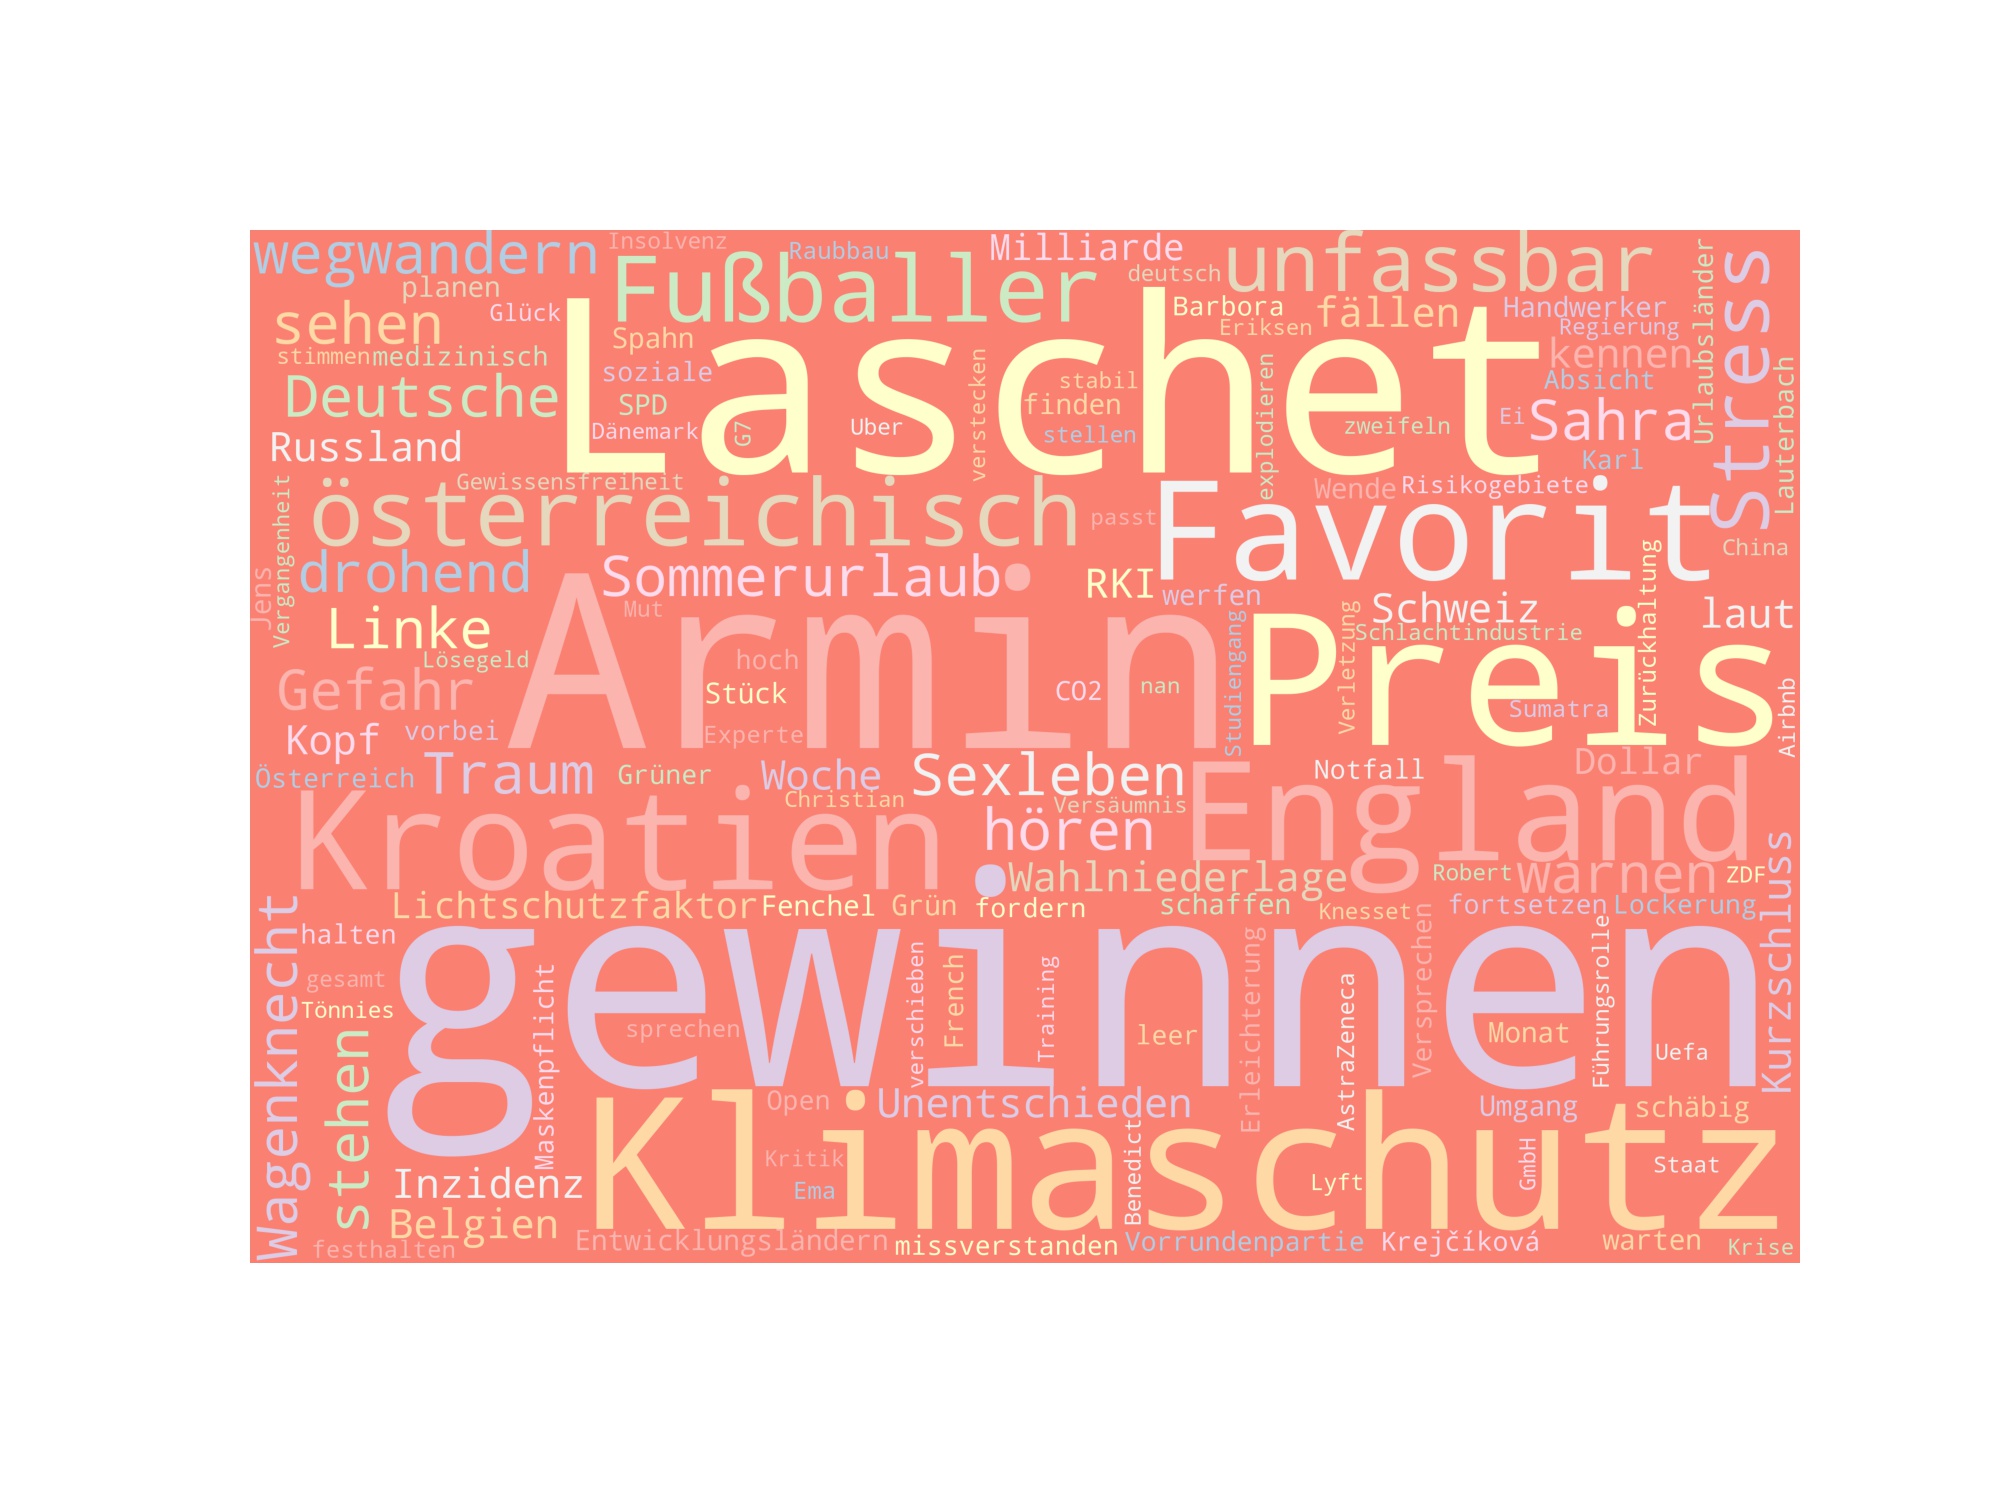 wegwandern
Insolvenz
Raubbau
Milliarde
unfassbar
Urlaubsländer
Stress
planen
Fußballer
deutsch
Glück
Barbora
fällen
Handwerker
sehen
Spahn
Laschet
Eriksen
Regierung
stimmen
medizinisch
kennen
soziale
verstecken
stabil
explodieren
Absicht
Lauterbach
Deutsche
SPD
finden
Ei
Sahra
Dänemark
G7
Uber
stellen
zweifeln
Russland
Karl
Gewissensfreiheit
Wende
Risikogebiete
Vergangenheit
österreichisch
passt
Favorit
China
Jens
drohend
Sommerurlaub
RKI
werfen
Zurückhaltung
Mut
Schweiz
laut
Linke
Armin
Studiengang
Verletzung
Schlachtindustrie
Preis
Lösegeld
hoch
Gefahr
Stück
CO2
nan
Sumatra
Airbnb
Kopf
vorbei
Experte
Österreich
Traum
Grüner
Woche
Sexleben
Notfall
Dollar
Christian
Versäumnis
Kroatien
hören
England
Kurzschluss
Wahlniederlage
Robert
warnen
ZDF
Wagenknecht
Lichtschutzfaktor
Fenchel
Grün
fordern
schaffen
Knesset
fortsetzen
Lockerung
halten
gewinnen
gesamt
Maskenpflicht
verschieben
French
Training
Erleichterung
AstraZeneca
Versprechen
Führungsrolle
Tönnies
sprechen
leer
Monat
Uefa
stehen
Open
Unentschieden
Umgang
schäbig
Klimaschutz
Kritik
Benedict
GmbH
Staat
Inzidenz
Ema
Lyft
Belgien
festhalten
Entwicklungsländern
missverstanden
Vorrundenpartie
Krejčíková
warten
Krise